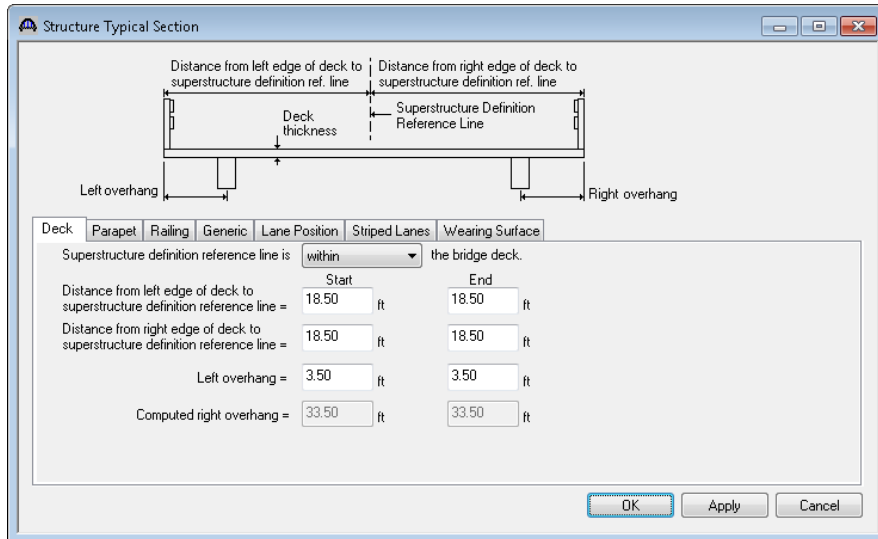 Structure Typical Section
Distance from left edge of deck to
superstructure definition ref. line
Distance from right edge of deck to
superstructure definition ref. line
Deck
thickness
Superstructure Definition
Reference Line
Left overhang
Right overhang
Deck Parapet Railing Generic Lane Position Striped Lanes Wearing Surface
Superstructure definition reference line is within the bridge deck.
Start End
Distance from left edge of deck to
superstructure definition reference line = 18.50 ft 18.50 ft
Distance from right edge of deck to
superstructure definition reference line = 18.50 ft 18.50 ft
Left overhang = 3.50 ft 3.50 ft
Computed right overhang = 33.50 ft 33.50 ft
OK Apply Cancel